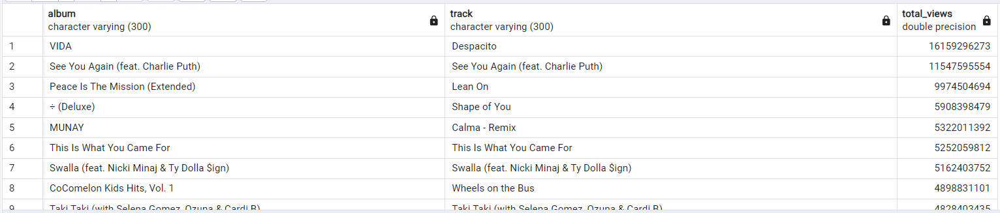 album track total_views
character varying (300) character varying (300) double precision
1 VIDA Despacito 16159296273
2 See You Again (feat. Charlie Puth) See You Again (feat. Charlie Puth) 11547595554
3 Peace Is The Mission (Extended) Lean On 9974504694
4 ÷ (Deluxe) Shape of You 5908398479
5 MUNAY Calma - Remix 5322011392
6 This Is What You Came For This Is What You Came For 5252059812
7 Swalla (feat. Nicki Minaj & Ty Dolla $ign) Swalla (feat. Nicki Minaj & Ty Dolla $ign) 5162403752
8 CoComelon Kids Hits, Vol. 1 Wheels on the Bus 4898831101
9 Taki Taki (with Selena Gomez, Ozuna & Cardi B) Taki Taki (with Selena Gomez, Ozuna & Cardi B) 4828403435